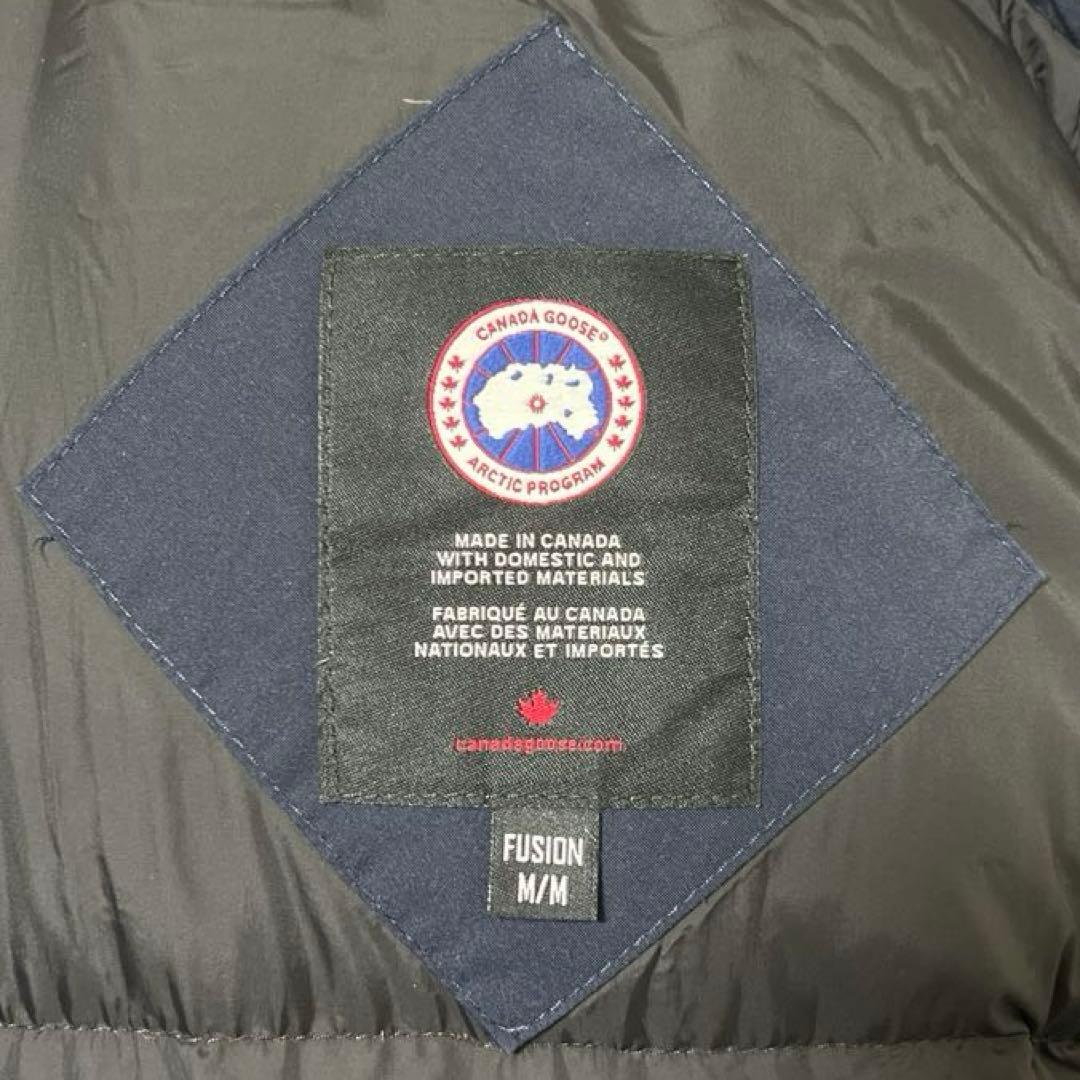 CANADA GOOSE®
ARCTIC PROGRAM
MADE IN CANADA
WITH DOMESTIC AND
IMPORTED MATERIALS
FABRIQUÉ AU CANADA
AVEC DES MATERIAUX
NATIONAUX ET IMPORTÉS
canadagoose.com
FUSION
M/M